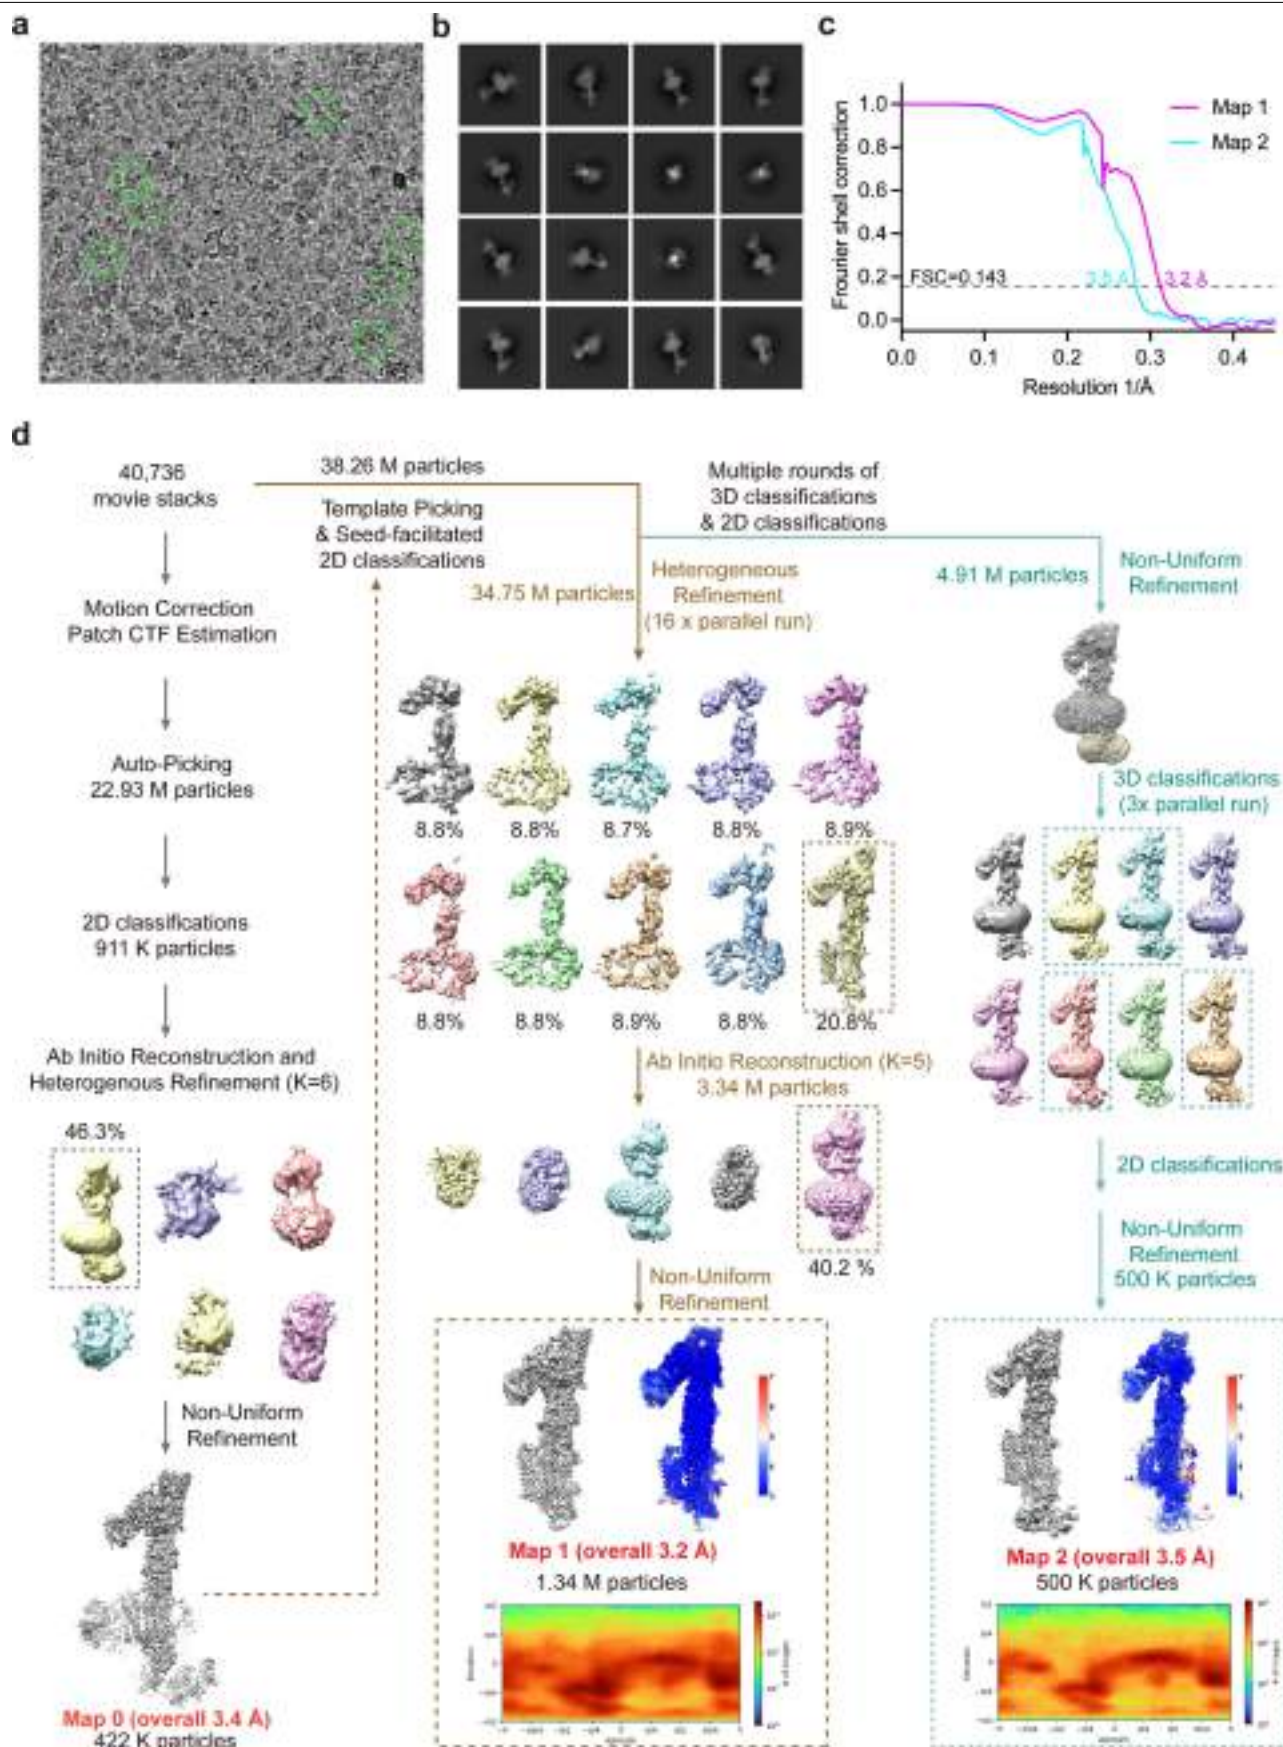 a
b
c
1.0
0.8
0.6
0.4
0.2
0.0
Frourier shell correction
Map 1
Map 2
FSC=0.143
3.5 Å
3.2 Å
0.0
0.1
0.2
0.3
0.4
Resolution 1/Å
d
40,736
movie stacks
Motion Correction
Patch CTF Estimation
Auto-Picking
22.93 M particles
2D classifications
911 K particles
Ab Initio Reconstruction and
Heterogenous Refinement (K=6)
46.3%
Non-Uniform
Refinement
Map 0 (overall 3.4 Å)
422 K particles
38.26 M particles
Template Picking
& Seed-facilitated
2D classifications
34.75 M particles
Heterogeneous
Refinement
(16 x parallel run)
8.8%
8.8%
8.7%
8.8%
8.9%
8.8%
8.8%
8.9%
8.8%
20.8%
Ab Initio Reconstruction (K=5)
3.34 M particles
40.2 %
Non-Uniform
Refinement
Map 1 (overall 3.2 Å)
1.34 M particles
Multiple rounds of
3D classifications
& 2D classifications
4.91 M particles
Non-Uniform
Refinement
3D classifications
(3x parallel run)
2D classifications
Non-Uniform
Refinement
500 K particles
Map 2 (overall 3.5 Å)
500 K particles